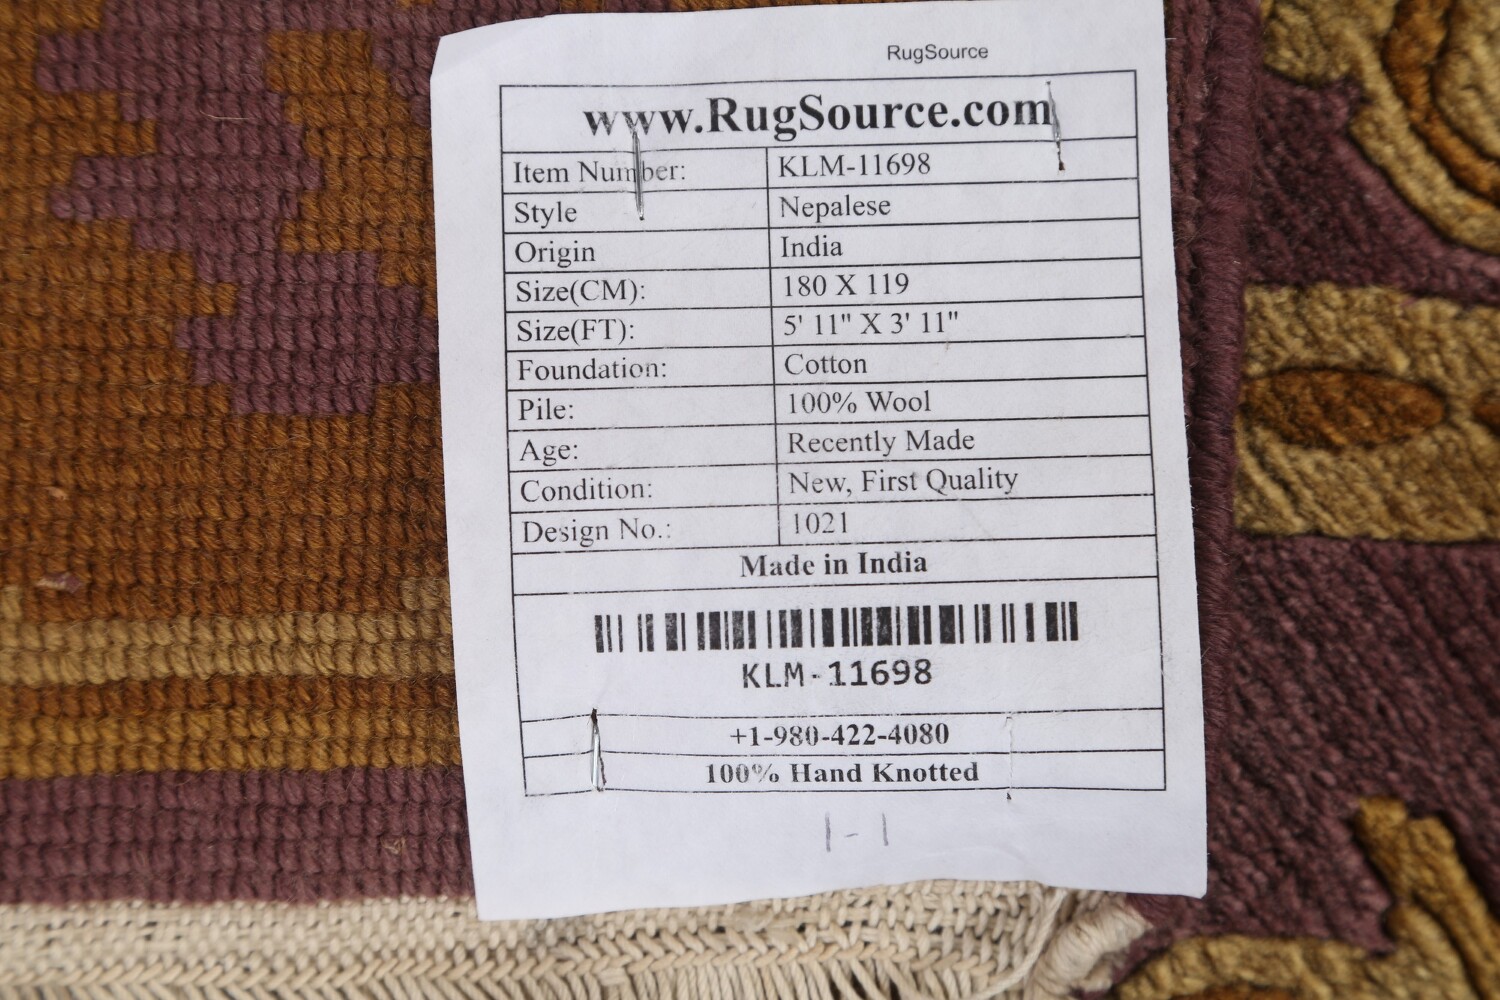 RugSource
www.RugSource.com
Item Number: KLM-11698
Style Nepalese
Origin India
Size(CM): 180 X 119
Size(FT): 5' 11" X 3' 11"
Foundation: Cotton
Pile: 100% Wool
Age: Recently Made
Condition: New, First Quality
Design No.: 1021
Made in India
KLM-11698
+1-980-422-4080
100% Hand Knotted
1-1